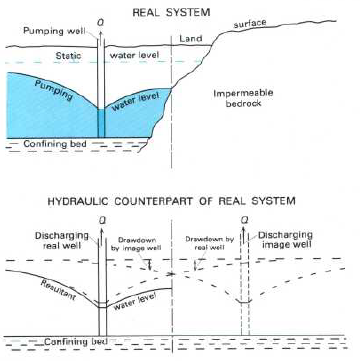 REAL SYSTEM
Q
surface
Pumping well
Land
Static water level
Pumping water level
Impermeable
bedrock
Confining bed
HYDRAULIC COUNTERPART OF REAL SYSTEM
Q
Q
Discharging
real well
Drawdown
by image well
Drawdown by
real well
Discharging
image well
Resultant water level
Confining bed